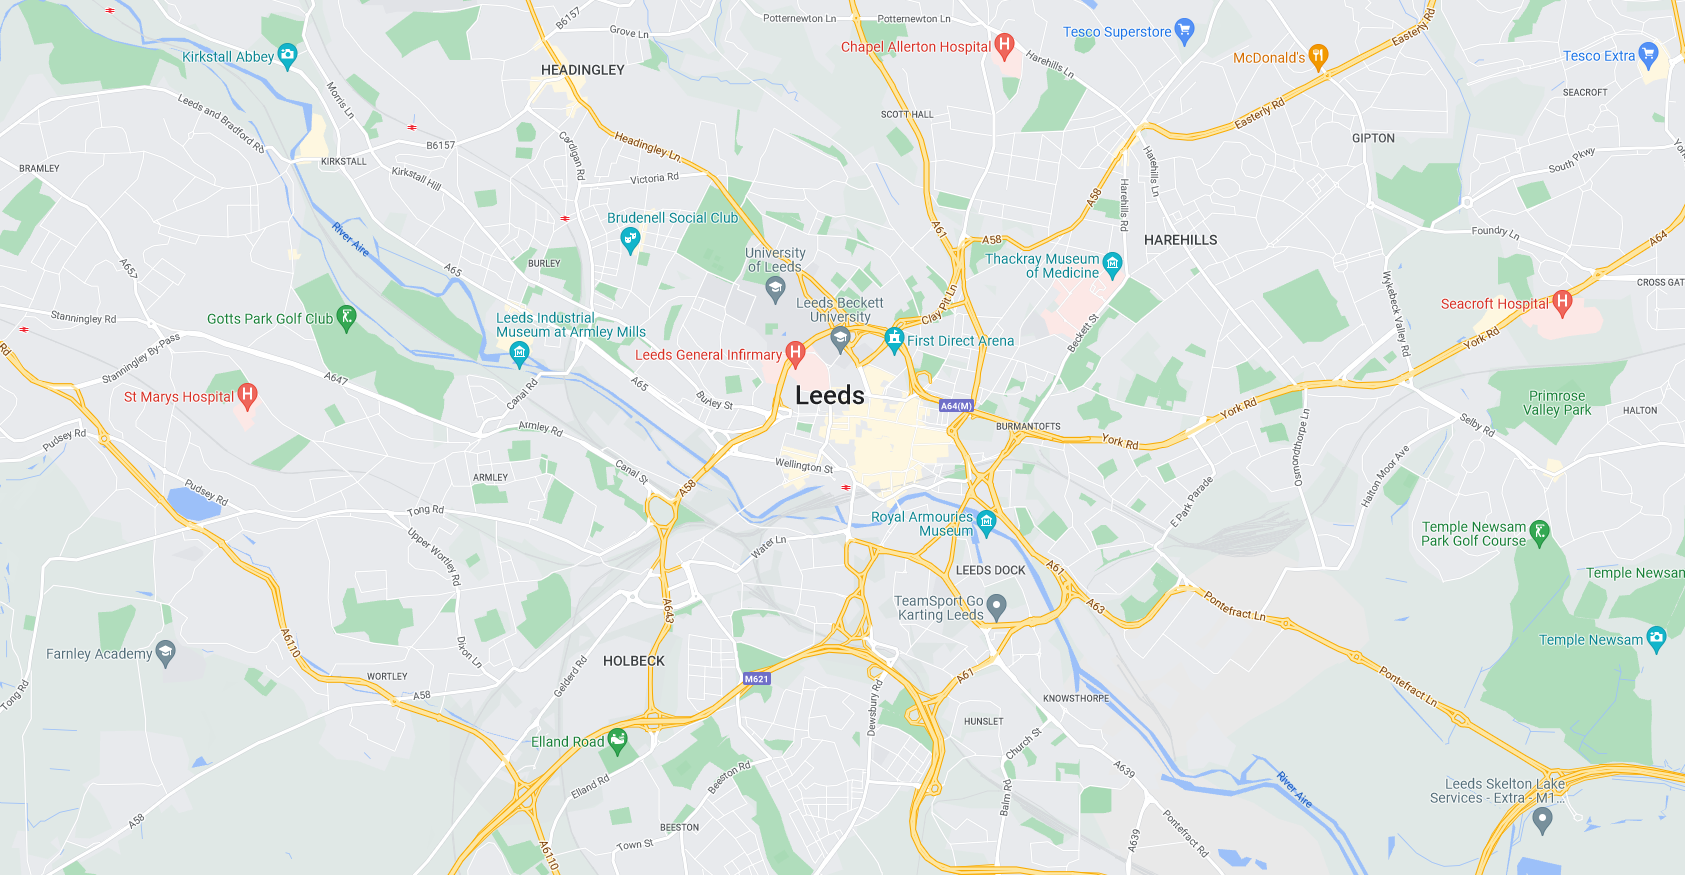 B6157
Potternewton Ln
Potternewton Ln
Grove Ln
Tesco Superstore
Easterly Rd
Chapel Allerton Hospital
Kirkstall Abbey
McDonald's
Tesco Extra
HEADINGLEY
Harehills Ln
Morris Ln
Leeds and Bradford Rd
SEACROFT
SCOTT HALL
Easterly Rd
GIPTON
Headingley Ln
B6157
Cardigan Rd
KIRKSTALL
BRAMLEY
South Pkwy
Kirkstall Hill
Victoria Rd
Harehills Ln
Harehills Rd
A58
Brudenell Social Club
River Aire
A61
A58
HAREHILLS
Foundry Ln
A64
University
of Leeds
Thackray Museum
of Medicine
A657
A65
BURLEY
CROSS GAT
Leeds Beckett
University
Clay Pit Ln
Seacroft Hospital
Wykebeck Valley Rd
Stanningley Rd
Gotts Park Golf Club
Leeds Industrial
Museum at Armley Mills
Beckett St
First Direct Arena
York Rd
Rd
Stanningley By-Pass
Leeds General Infirmary
A647
A65
Canal Rd
St Marys Hospital
Leeds
Burley St
A64(M)
Primrose
Valley Park
York Rd
HALTON
Selby Rd
Armley Rd
BURMANTOFTS
York Rd
Pudsey Rd
Osmondthorpe Ln
Wellington St
Canal St
ARMLEY
Halton Moor Ave
Pudsey Rd
A58
E Park Parade
Tong Rd
Royal Armouries
Museum
Temple Newsam
Park Golf Course
Upper Wortley Rd
Water Ln
LEEDS DOCK
A61
Temple Newsam
A643
TeamSport Go
Karting Leeds
A63
Pontefract Ln
A6110
Farnley Academy
Dixon Ln
Temple Newsam
HOLBECK
Gelderd Rd
WORTLEY
M621
A61
Tong Rd
A58
Pontefract Ln
KNOWSTHORPE
Dewsbury Rd
HUNSLET
Elland Road
Church St
A639
River Aire
Elland Rd
Beeston Rd
Leeds Skelton Lake
Services - Extra - M1...
Balm Rd
A58
BEESTON
Town St
A6110
A639
Pontefract Rd